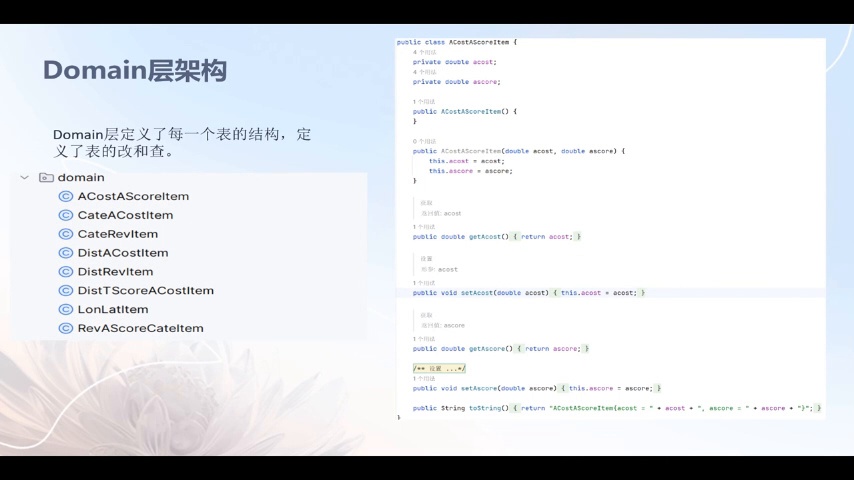 Domain层架构
Domain层定义了每一个表的结构，定
义了表的改和查。
domain
ACostAScoreItem
CateACostItem
CateRevItem
DistACostItem
DistRevItem
DistTScoreACostItem
LonLatItem
RevAScoreCateItem
public class ACostAScoreItem {
4 个用法
private double acost;
4 个用法
private double ascore;
1 个用法
public ACostAScoreItem() {
}
0 个用法
public ACostAScoreItem(double acost, double ascore) {
this.acost = acost;
this.ascore = ascore;
}
获取
返回值: acost
1 个用法
public double getAcost() { return acost; }
设置
形参: acost
1 个用法
public void setAcost(double acost) { this.acost = acost; }
获取
返回值: ascore
1 个用法
public double getAscore() { return ascore; }
/** 设置 ...*/
1 个用法
public void setAscore(double ascore) { this.ascore = ascore; }
public String toString() { return "ACostAScoreItem{acost = " + acost + ", ascore = " + ascore + "}"; }
}